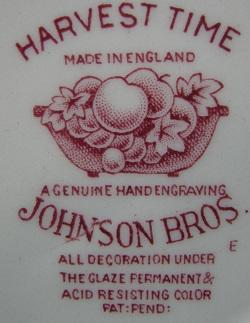 HARVEST TIME
MADE IN ENGLAND
A GENUINE HAND ENGRAVING
JOHNSON BROS.
E
ALL DECORATION UNDER
THE GLAZE PERMANENT &
ACID RESISTING COLOR
PAT: PEND: